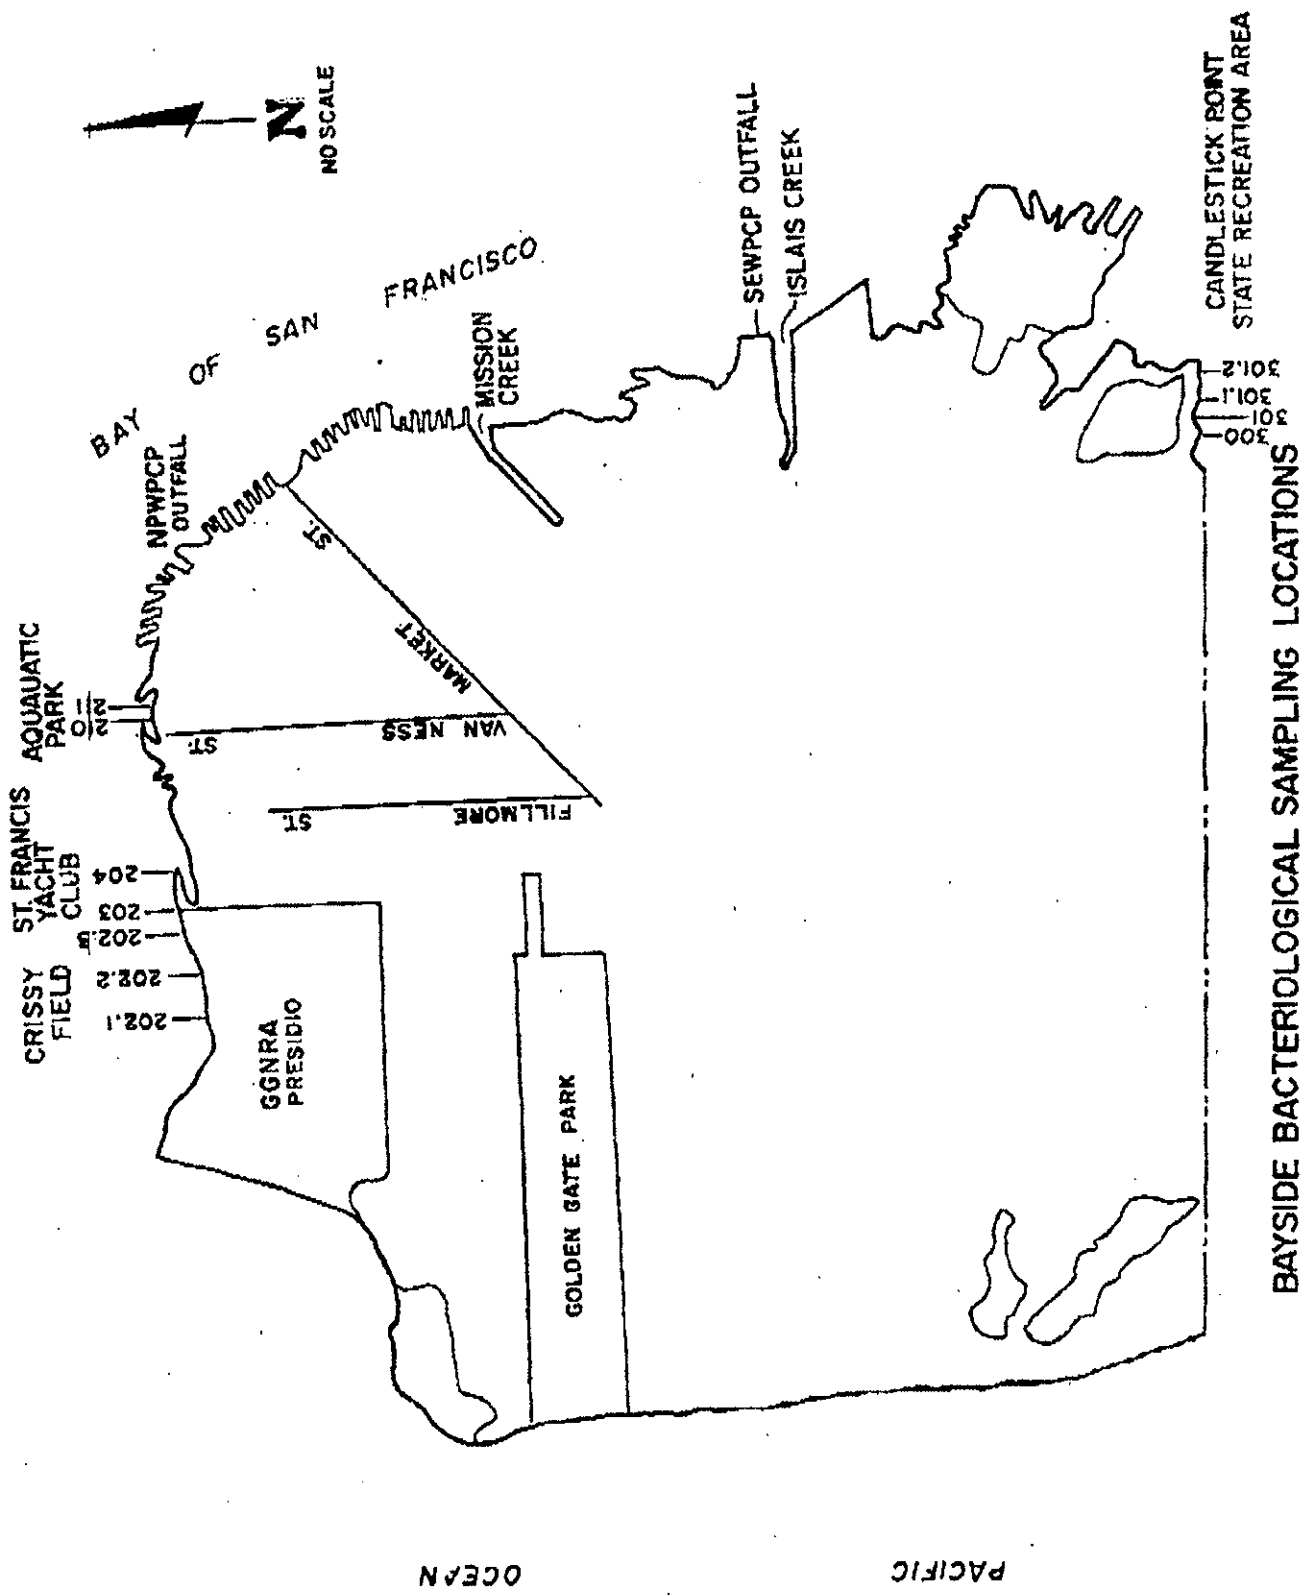 CRISSY
FIELD
ST. FRANCIS
YACHT
CLUB
AQUAUATIC
PARK
202.1
202.2
202.3
203
204
210
211
NPWPCP
OUTFALL
BAY OF SAN FRANCISCO
N
NO SCALE
GGNRA
PRESIDIO
FILLMORE ST.
VAN NESS ST.
MARKET ST.
MISSION
CREEK
GOLDEN GATE PARK
SEWPCP OUTFALL
ISLAIS CREEK
PACIFIC OCEAN
300
301
301.1
301.2
CANDLESTICK POINT
STATE RECREATION AREA
BAYSIDE BACTERIOLOGICAL SAMPLING LOCATIONS